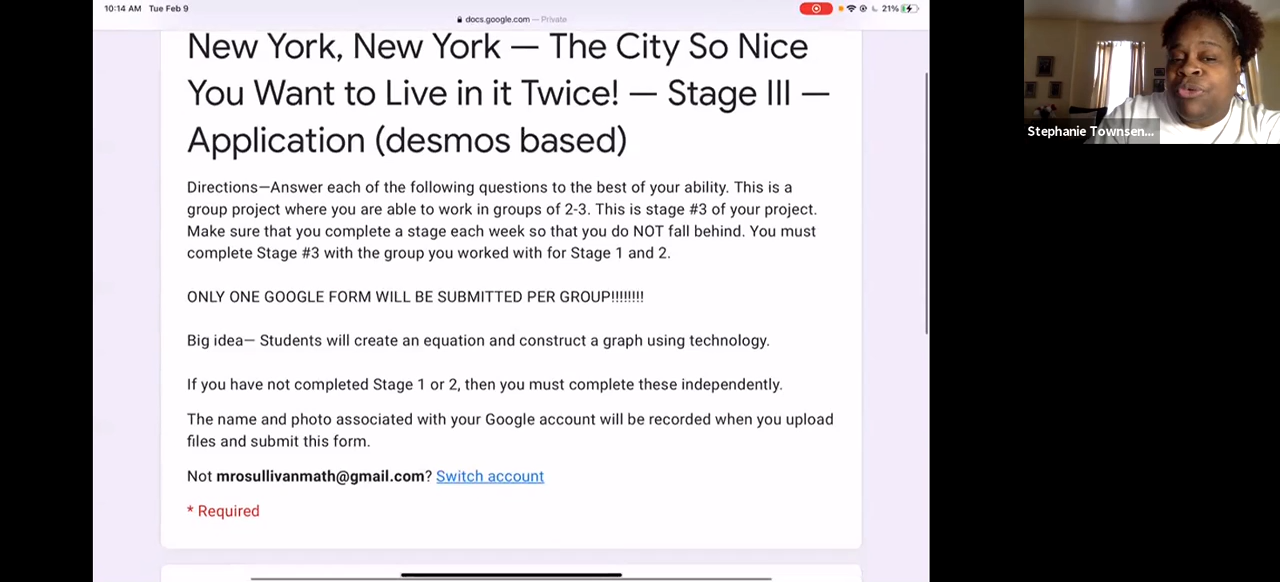 10:14 AM Tue Feb 9
21%
docs.google.com — Private
New York, New York — The City So Nice
You Want to Live in it Twice! — Stage III —
Application (desmos based)
Directions—Answer each of the following questions to the best of your ability. This is a
group project where you are able to work in groups of 2-3. This is stage #3 of your project.
Make sure that you complete a stage each week so that you do NOT fall behind. You must
complete Stage #3 with the group you worked with for Stage 1 and 2.
ONLY ONE GOOGLE FORM WILL BE SUBMITTED PER GROUP!!!!!!!!
Big idea— Students will create an equation and construct a graph using technology.
If you have not completed Stage 1 or 2, then you must complete these independently.
The name and photo associated with your Google account will be recorded when you upload
files and submit this form.
Not mrosullivanmath@gmail.com? Switch account
* Required
Stephanie Townsen...